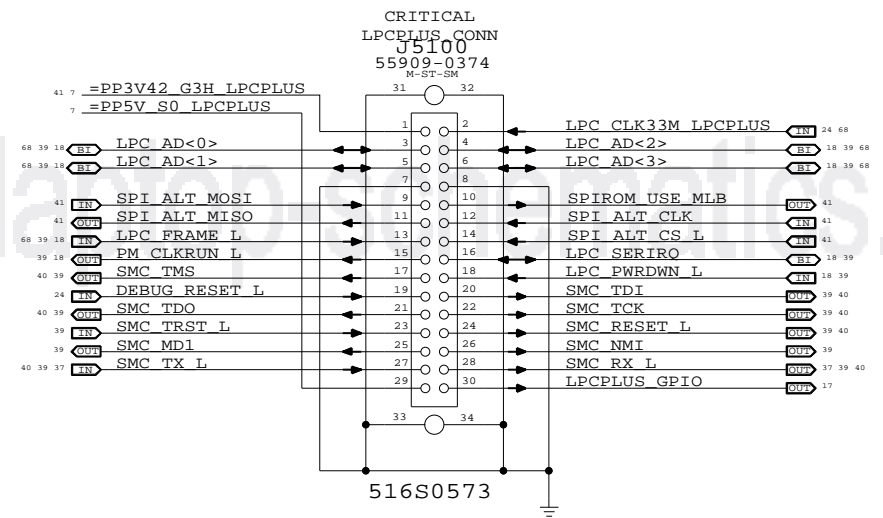 CRITICAL
LPCPLUS_CONN
J5100
55909-0374
M-ST-SM
41 7 =PP3V42_G3H_LPCPLUS 31 32
7 =PP5V_S0_LPCPLUS
1 2 LPC_CLK33M_LPCPLUS IN 24 68
68 39 18 BI LPC_AD<0> 3 4 LPC_AD<2> BI 18 39 68
68 39 18 BI LPC_AD<1> 5 6 LPC_AD<3> BI 18 39 68
7 8
41 IN SPI_ALT_MOSI 9 10 SPIROM_USE_MLB OUT 41
41 OUT SPI_ALT_MISO 11 12 SPI_ALT_CLK IN 41
68 39 18 IN LPC_FRAME_L 13 14 SPI_ALT_CS_L IN 41
39 18 OUT PM_CLKRUN_L 15 16 LPC_SERIRQ BI 18 39
40 39 OUT SMC_TMS 17 18 LPC_PWRDWN_L IN 18 39
24 IN DEBUG_RESET_L 19 20 SMC_TDI OUT 39 40
40 39 OUT SMC_TDO 21 22 SMC_TCK OUT 39 40
39 IN SMC_TRST_L 23 24 SMC_RESET_L OUT 39 40
39 OUT SMC_MD1 25 26 SMC_NMI OUT 39
40 39 37 IN SMC_TX_L 27 28 SMC_RX_L OUT 37 39 40
29 30 LPCPLUS_GPIO OUT 17
33 34
516S0573
laptop-schematics.